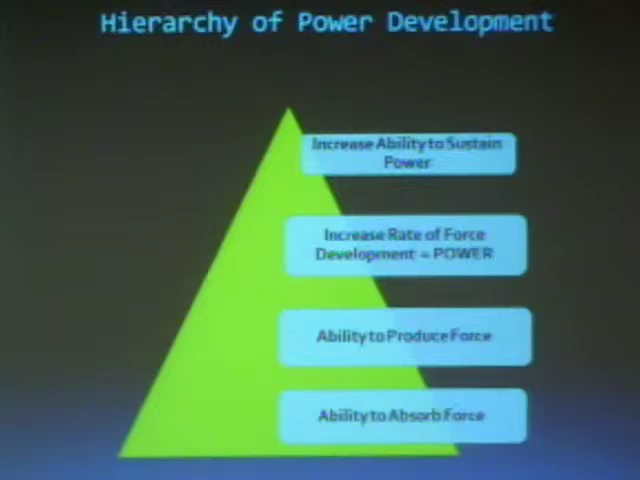 Hierarchy of Power Development
Increase Ability to Sustain
Power
Increase Rate of Force
Development = POWER
Ability to Produce Force
Ability to Absorb Force